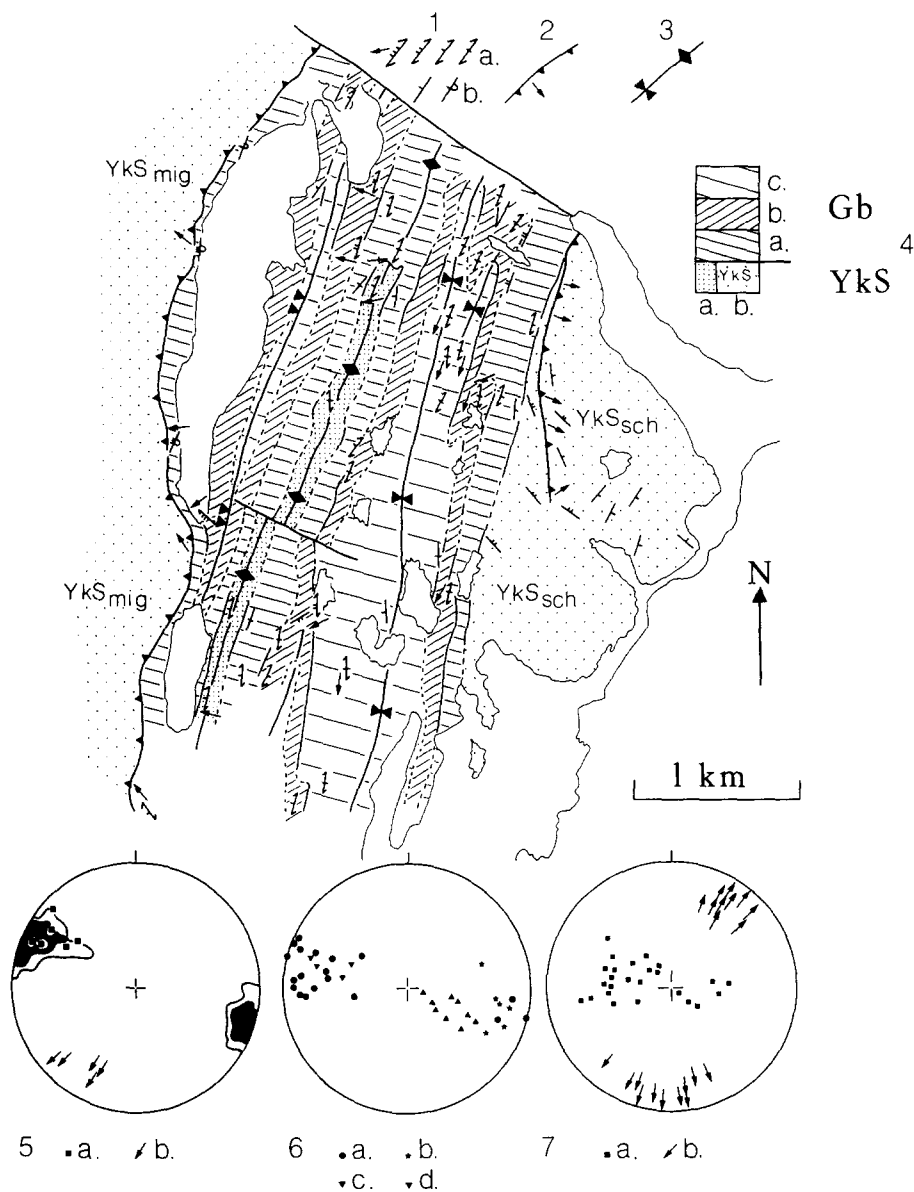 1 2 3
a.
b.
YkS mig.
c.
b. Gb
a. 4
YkS YkS
a. b.
YkS sch
YkS mig
YkS sch
N
1 km
5 a. b. 6 a. b. 7 a. b.
c. d.